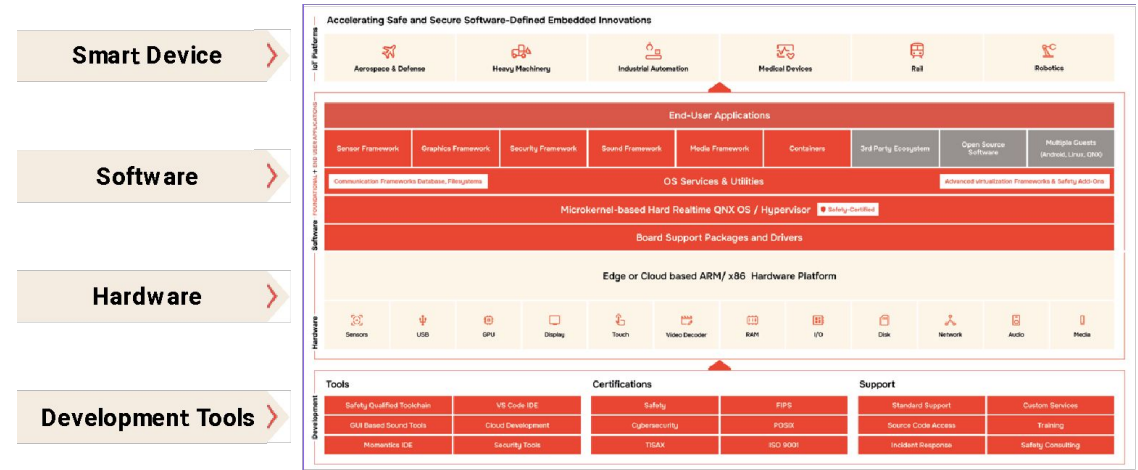 Smart Device
Software
Hardware
Development Tools
Accelerating Safe and Secure Software-Defined Embedded Innovations
IoT Platforms
Aerospace & Defense
Heavy Machinery
Industrial Automation
Medical Devices
Rail
Robotics
Software FOUNDATIONAL + END USER APPLICATIONS
End-User Applications
Sensor Framework
Graphics Framework
Security Framework
Sound Framework
Media Framework
Containers
3rd Party Ecosystem
Open Source
Software
Multiple Guests
(Android, Linux, QNX)
Communication Frameworks Database, Filesystems
OS Services & Utilities
Advanced virtualization Frameworks & Safety Add-Ons
Microkernel-based Hard Realtime QNX OS / Hypervisor
Safety-Certified
Board Support Packages and Drivers
Hardware
Edge or Cloud based ARM/ x86 Hardware Platform
Sensors
USB
GPU
Display
Touch
Video Decoder
RAM
I/O
Disk
Network
Audio
Media
Development
Tools
Safety Qualified Toolchain
VS Code IDE
GUI Based Sound Tools
Cloud Development
Momentics IDE
Security Tools
Certifications
Safety
FIPS
Cybersecurity
POSIX
TISAX
ISO 9001
Support
Standard Support
Custom Services
Source Code Access
Training
Incident Response
Safety Consulting